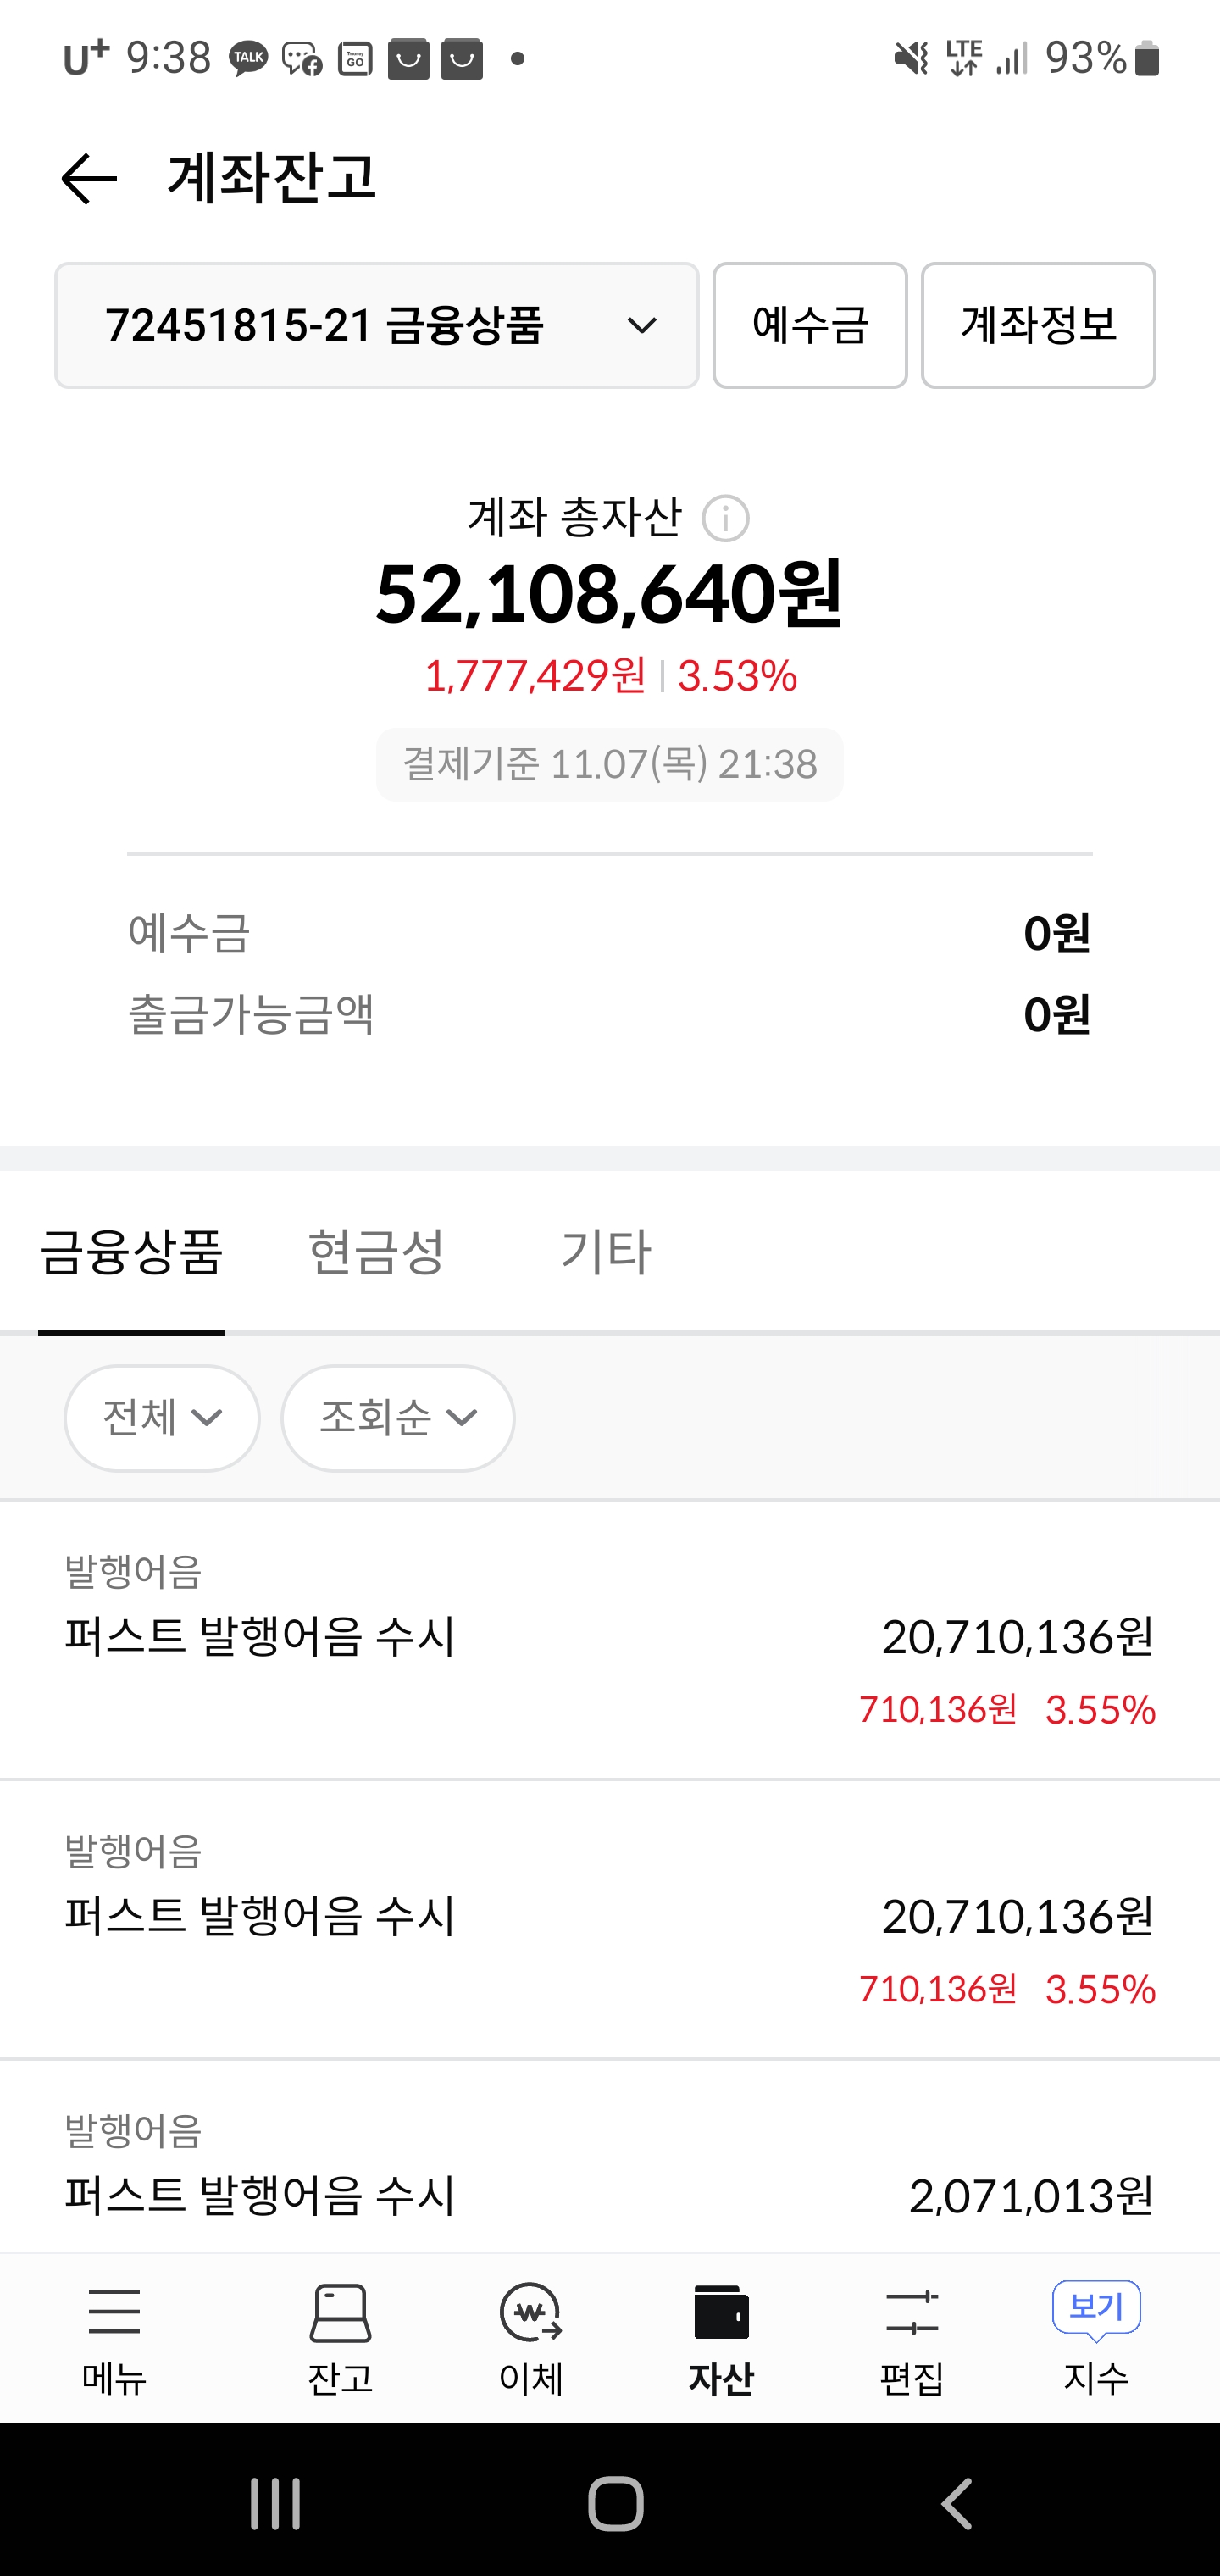 U+ 9:38 TALK GO LTE 93%
계좌잔고
72451815-21 금융상품 예수금 계좌정보
계좌 총자산
52,108,640원
1,777,429원 3.53%
결제기준 11.07(목) 21:38
예수금 0원
출금가능금액 0원
금융상품 현금성 기타
전체 조회순
발행어음
퍼스트 발행어음 수시 20,710,136원
710,136원 3.55%
발행어음
퍼스트 발행어음 수시 20,710,136원
710,136원 3.55%
발행어음
퍼스트 발행어음 수시 2,071,013원
보기
메뉴 잔고 이체 자산 편집 지수